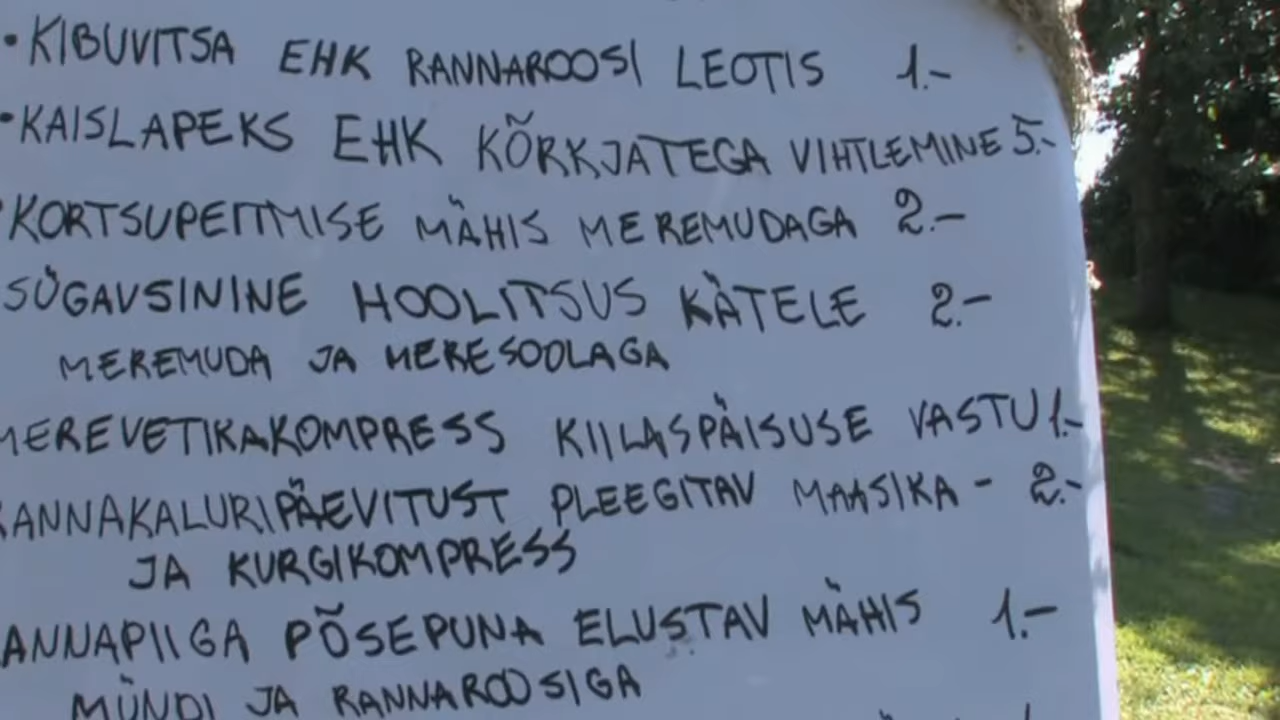 • KIBUVITSA EHK RANNAROOSI LEOTIS 1.-
• KAISLAPEKS EHK KÕRKJATEGA VIHTLEMINE 5.-
KORTSUPEITMISE MÄHIS MEREMUDAGA 2.-
SÜGAVSININE HOOLITSUS KÄTELE 2.-
MEREMUDA JA MERESOOLAGA
MEREVETIKAKOMPRESS KIILASPÄISUSE VASTU 1.-
RANNAKALURIPÄEVITUST PLEEGITAV MAASIKA - 2.-
JA KURGIKOMPRESS
ANNAPIIGA PÕSEPUNA ELUSTAV MÄHIS 1.-
MÜNDI JA RANNAROOSIGA